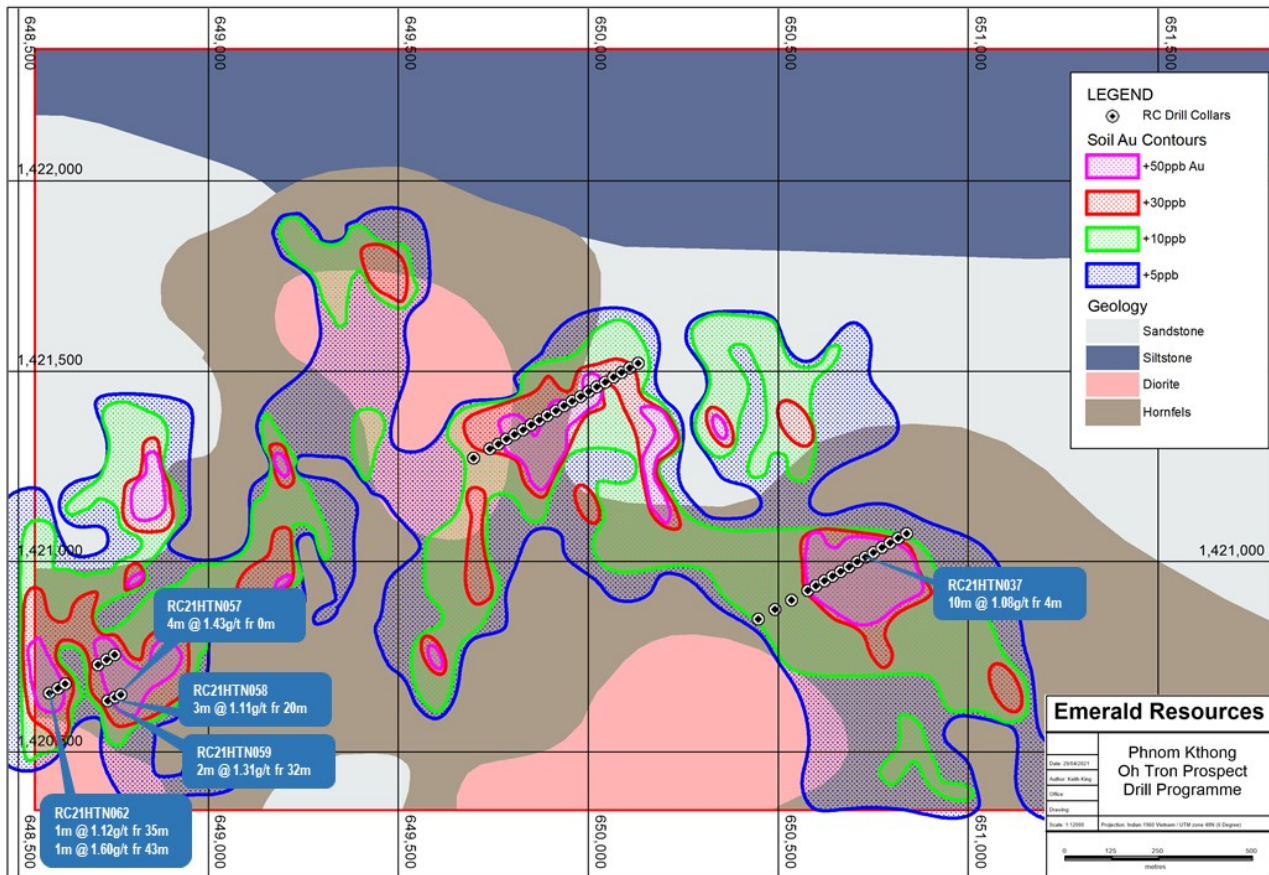 648,500
649,000
649,500
650,000
650,500
651,000
651,500
LEGEND
RC Drill Collars
Soil Au Contours
+50ppb Au
+30ppb
+10ppb
+5ppb
Geology
Sandstone
Siltstone
Diorite
Hornfels
1,422,000
1,421,500
1,421,000
1,421,000
RC21HTN037
10m @ 1.08g/t fr 4m
RC21HTN057
4m @ 1.43g/t fr 0m
RC21HTN058
3m @ 1.11g/t fr 20m
RC21HTN059
2m @ 1.31g/t fr 32m
1,420,500
RC21HTN062
1m @ 1.12g/t fr 35m
1m @ 1.60g/t fr 43m
Emerald Resources
Phnom Kthong
Oh Tron Prospect
Drill Programme
Date: 29/04/2021
Author: Keith King
Office:
Drawing:
Scale: 1:12000
Projection: Indian 1960 Vietnam / UTM zone 48N (6 Degree)
0 125 250 500
metres
648,500
649,000
649,500
650,000
650,500
651,000